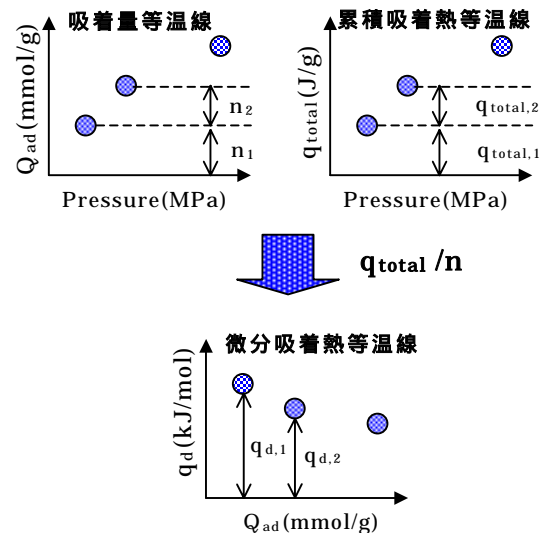 吸着量等温線
Qad(mmol/g)
n2
n1
Pressure(MPa)
累積吸着熱等温線
qtotal(J/g)
qtotal,2
qtotal,1
Pressure(MPa)
qtotal /n
微分吸着熱等温線
qd(kJ/mol)
qd,1
qd,2
Qad(mmol/g)